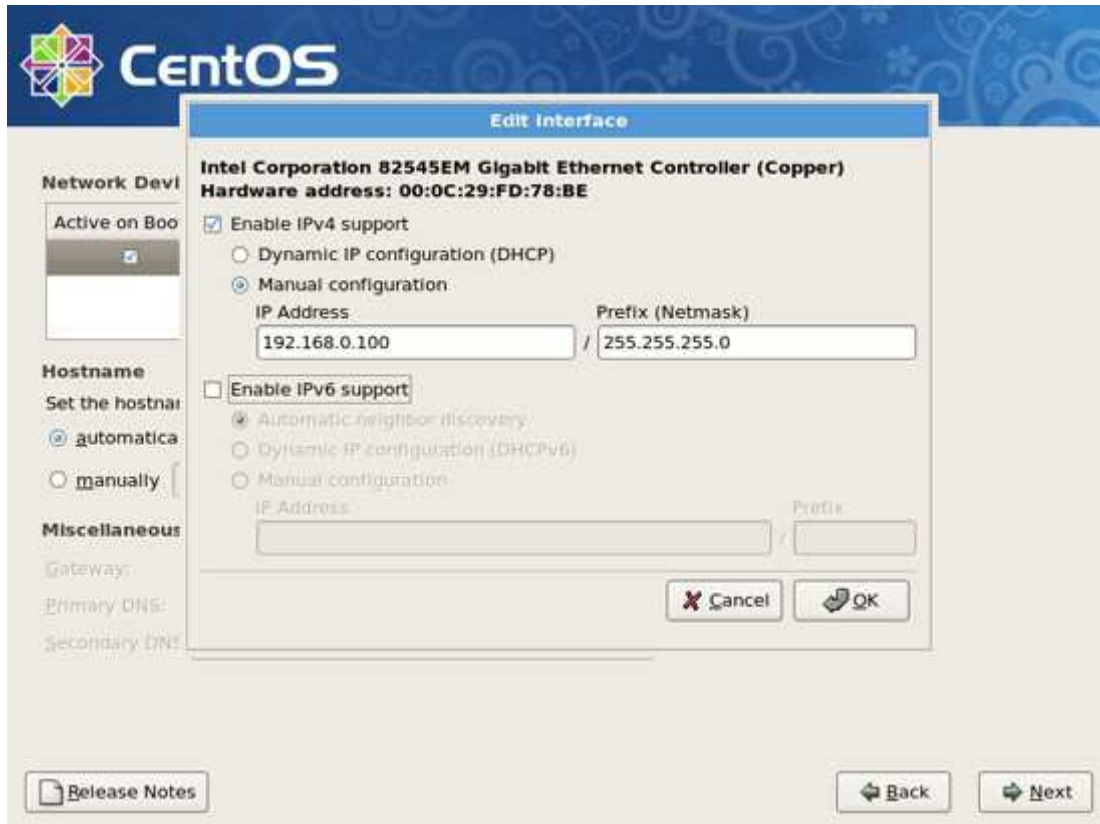 CentOS
Edit Interface
Intel Corporation 82545EM Gigabit Ethernet Controller (Copper)
Hardware address: 00:0C:29:FD:78:BE
Network Devi
Active on Boo
Enable IPv4 support
Dynamic IP configuration (DHCP)
Manual configuration
IP Address
Prefix (Netmask)
192.168.0.100 / 255.255.255.0
Hostname
Set the hostnar
automatica
manually
Enable IPv6 support
Automatic neighbor discovery
Dynamic IP configuration (DHCPv6)
Manual configuration
IP Address
Prefix
/
Miscellaneous
Gateway:
Primary DNS:
Secondary DNS
Cancel
OK
Release Notes
Back
Next